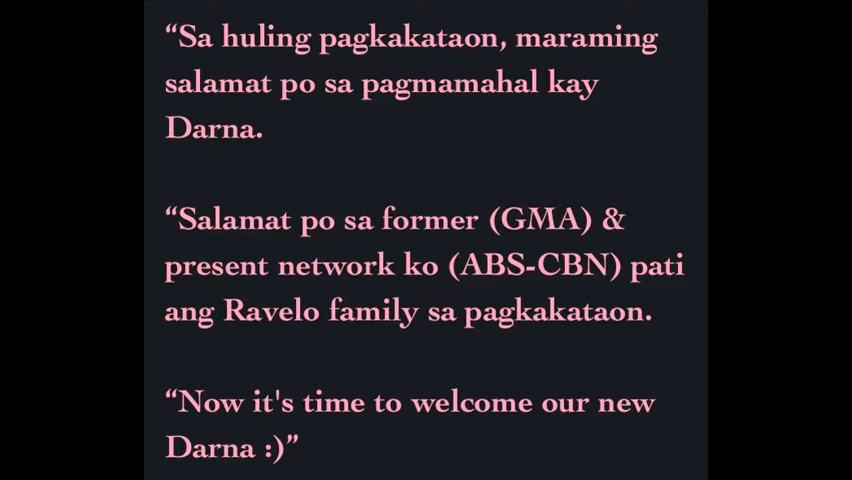 “Sa huling pagkakataon, maraming
salamat po sa pagmamahal kay
Darna.
“Salamat po sa former (GMA) &
present network ko (ABS-CBN) pati
ang Ravelo family sa pagkakataon.
“Now it's time to welcome our new
Darna :)”